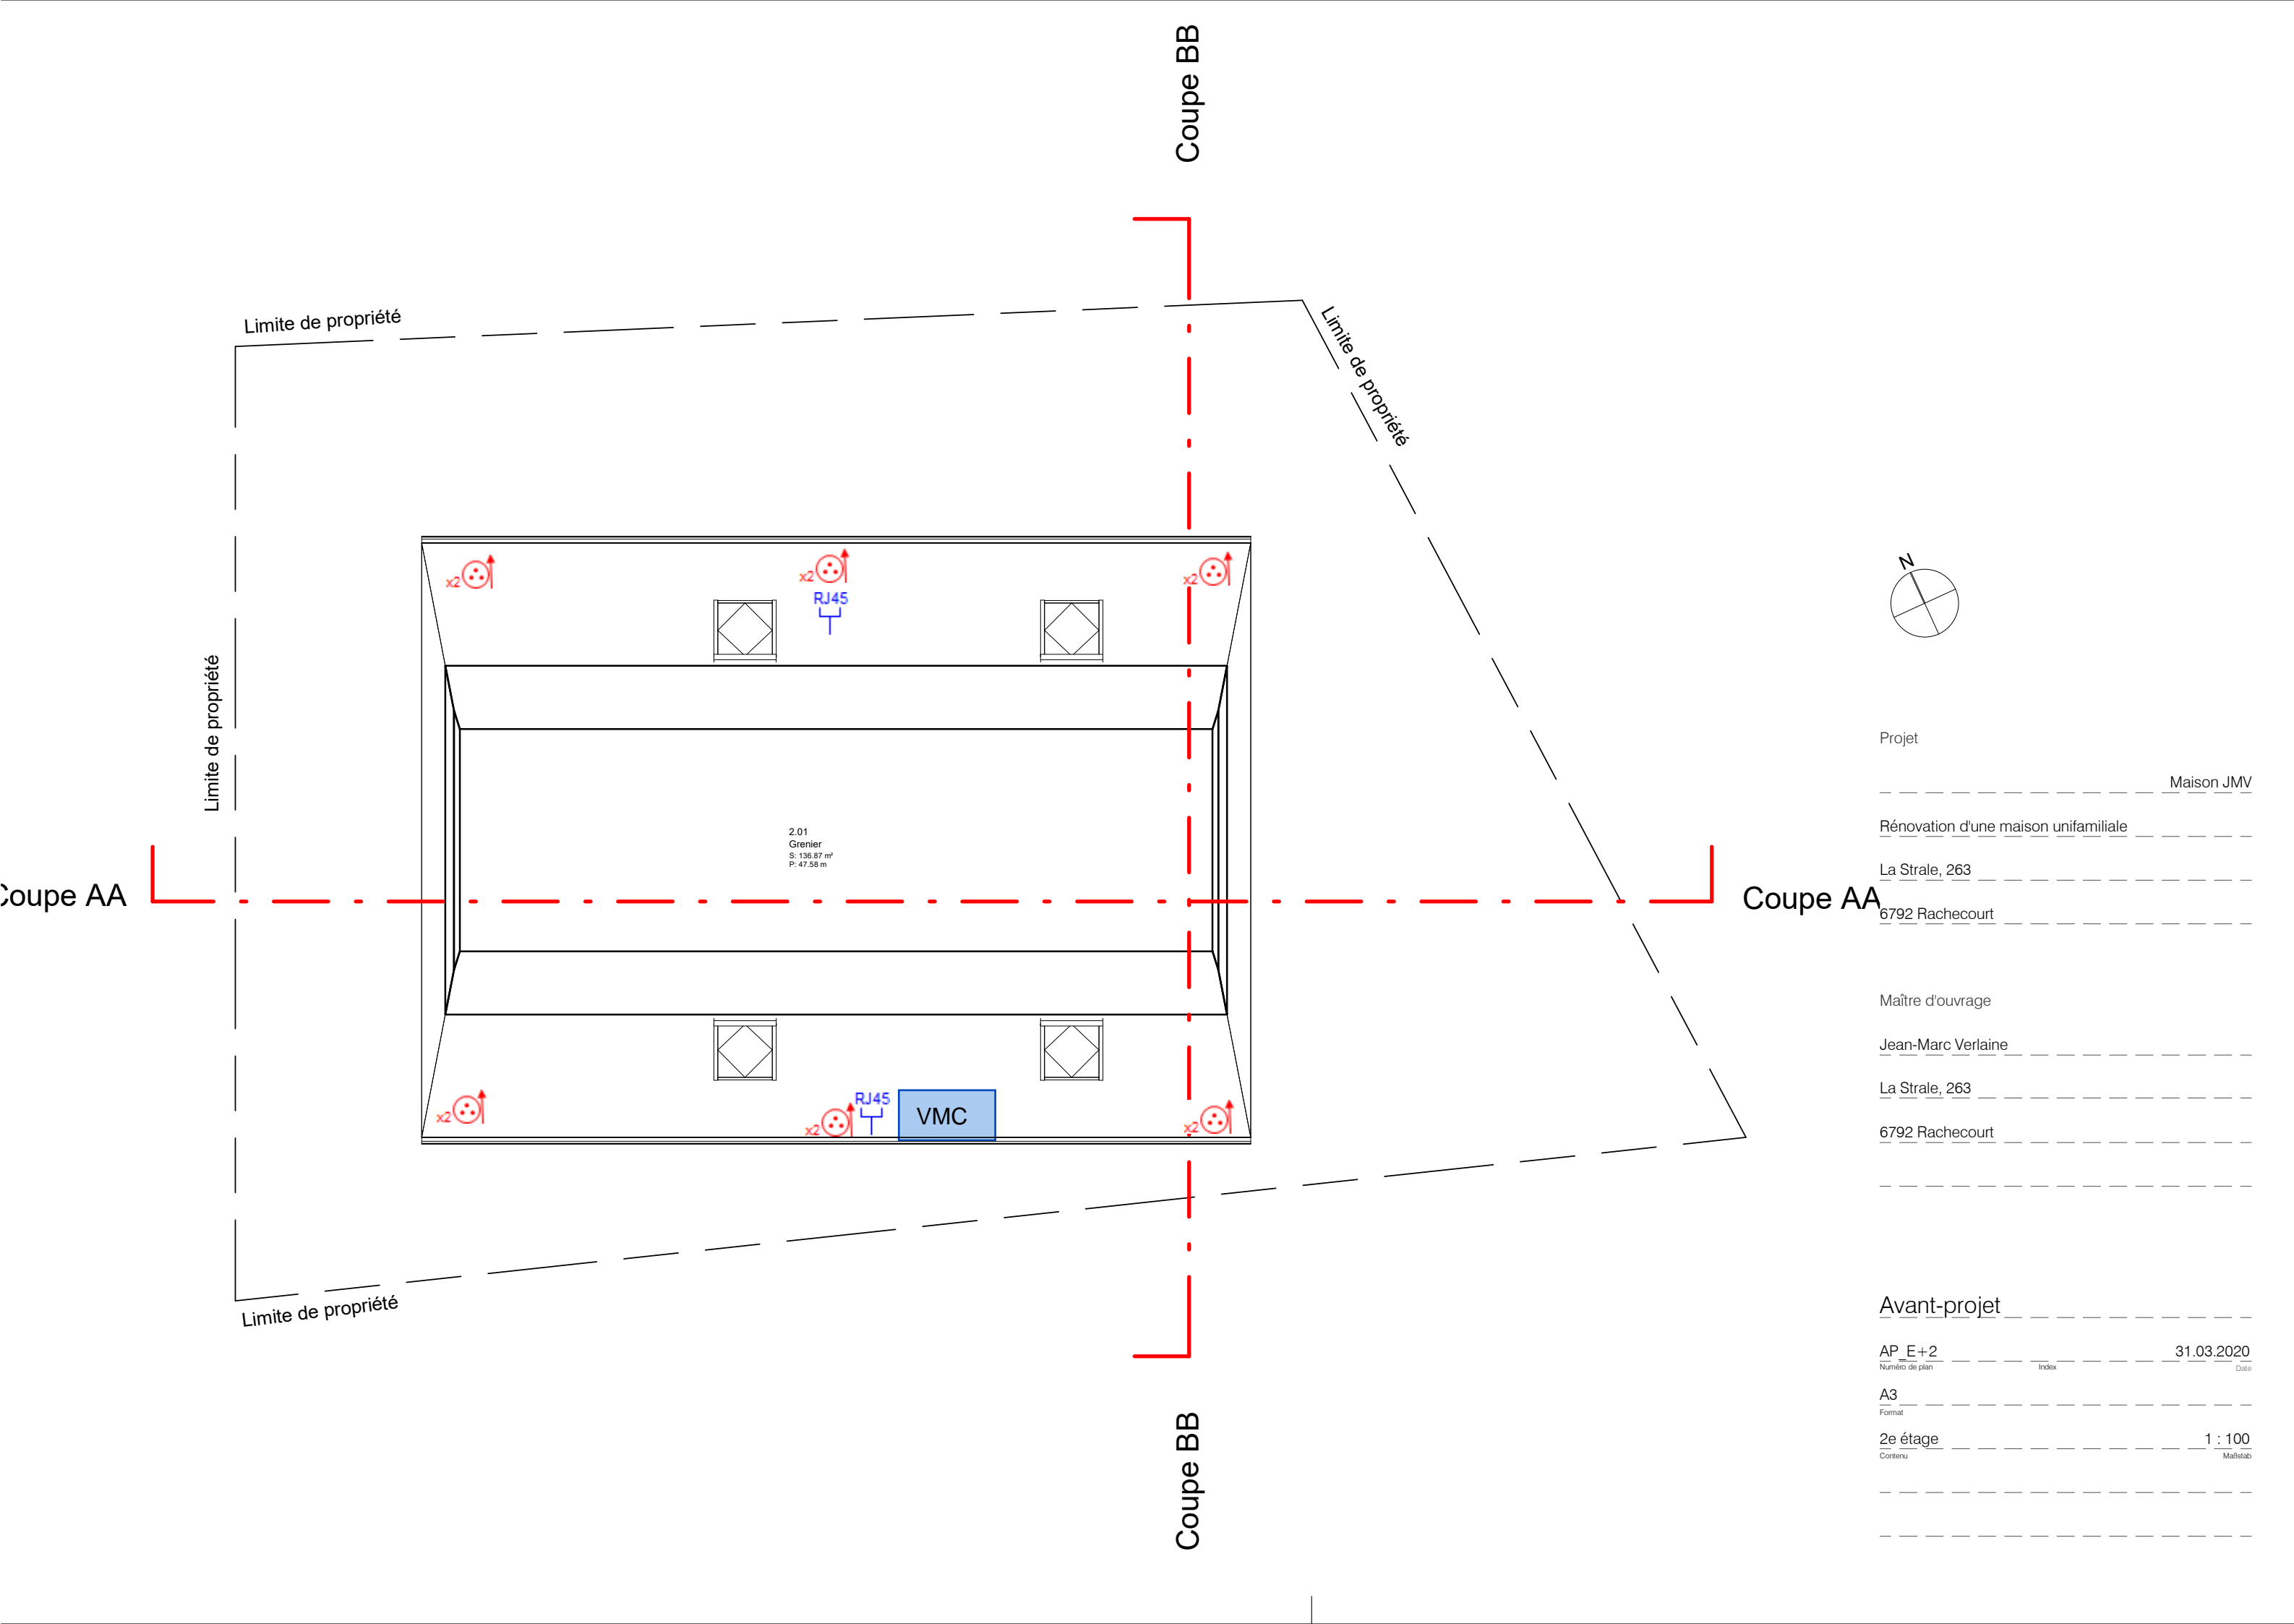 Coupe BB
Limite de propriété
Limite de propriété
Limite de propriété
x2
x2
x2
RJ45
N
2.01
Grenier
S: 136.87 m²
P: 47.58 m
Coupe AA
Coupe AA
x2
x2
RJ45
VMC
x2
Limite de propriété
Coupe BB
Projet
Maison JMV
Rénovation d'une maison unifamiliale
La Strale, 263
6792 Rachecourt
Maître d'ouvrage
Jean-Marc Verlaine
La Strale, 263
6792 Rachecourt
Avant-projet
AP_E+2 31.03.2020
Numéro de plan Index Date
A3
Format
2e étage 1 : 100
Contenu Maßstab